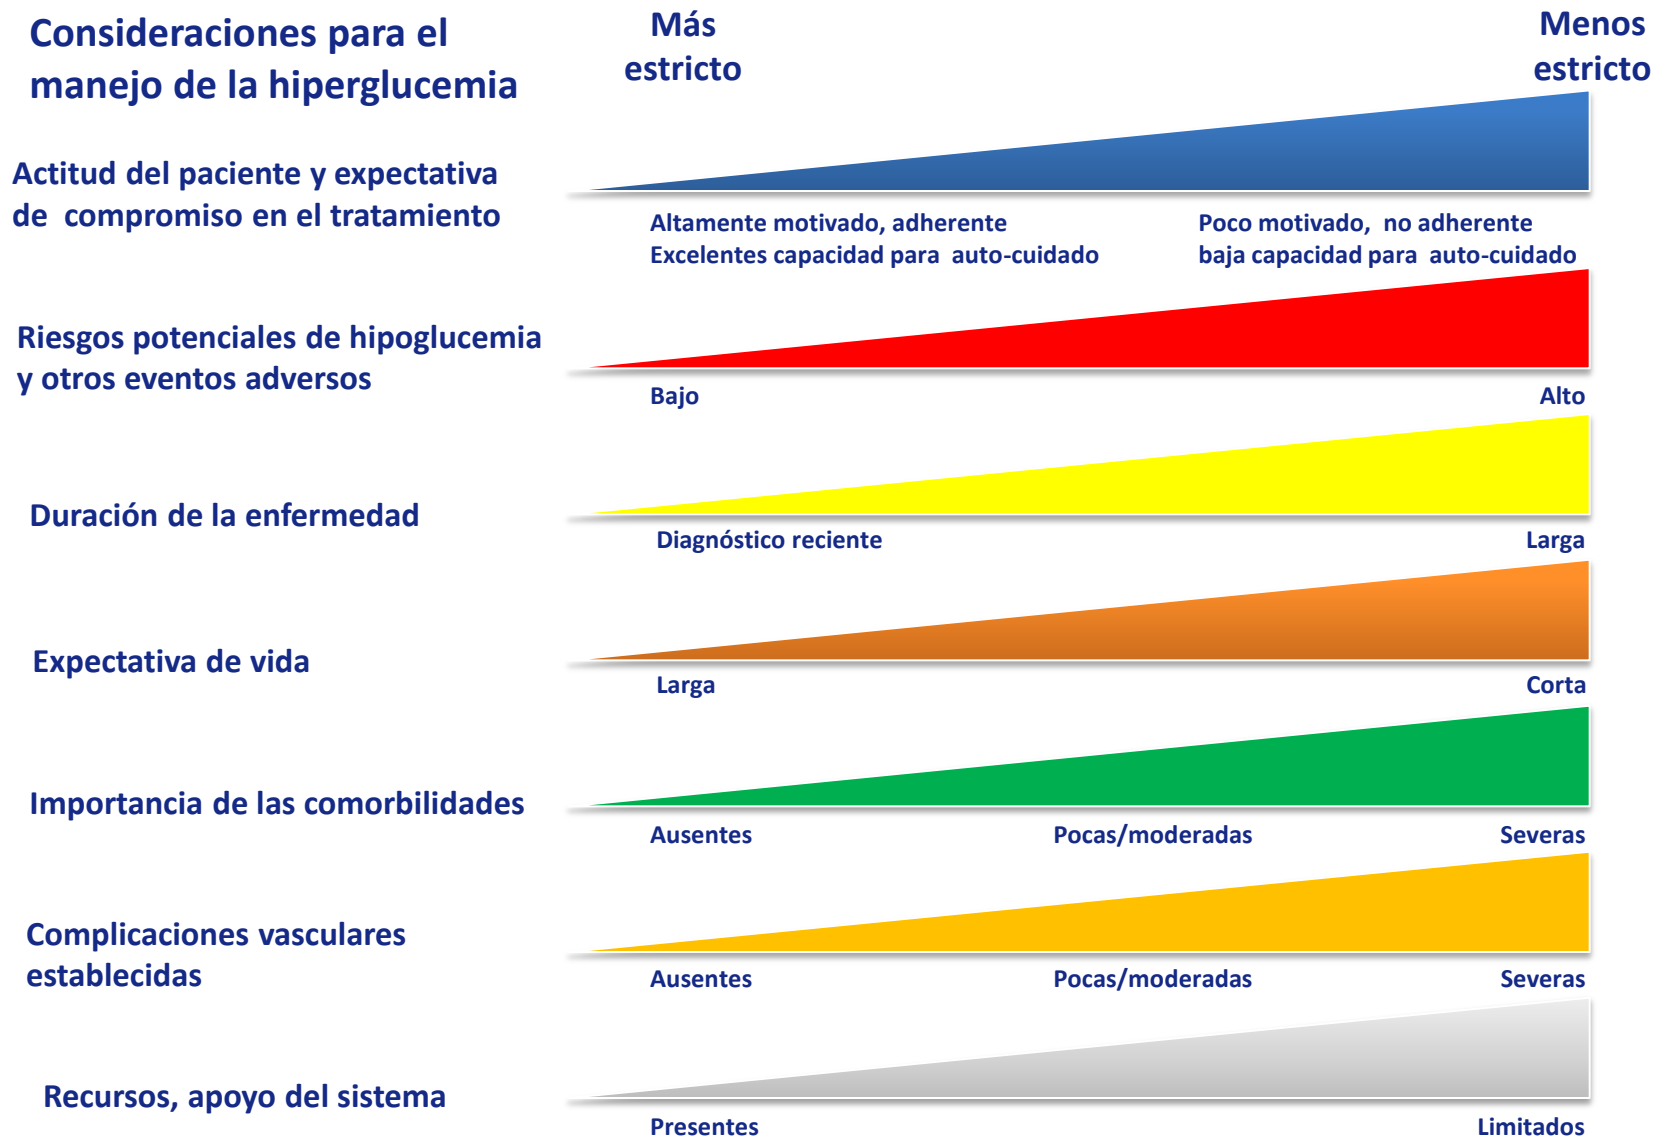 Consideraciones para el
manejo de la hiperglucemia
Más
estricto
Menos
estricto
Actitud del paciente y expectativa
de compromiso en el tratamiento
Altamente motivado, adherente
Excelentes capacidad para auto-cuidado
Poco motivado, no adherente
baja capacidad para auto-cuidado
Riesgos potenciales de hipoglucemia
y otros eventos adversos
Bajo
Alto
Duración de la enfermedad
Diagnóstico reciente
Larga
Expectativa de vida
Larga
Corta
Importancia de las comorbilidades
Ausentes
Pocas/moderadas
Severas
Complicaciones vasculares
establecidas
Ausentes
Pocas/moderadas
Severas
Recursos, apoyo del sistema
Presentes
Limitados